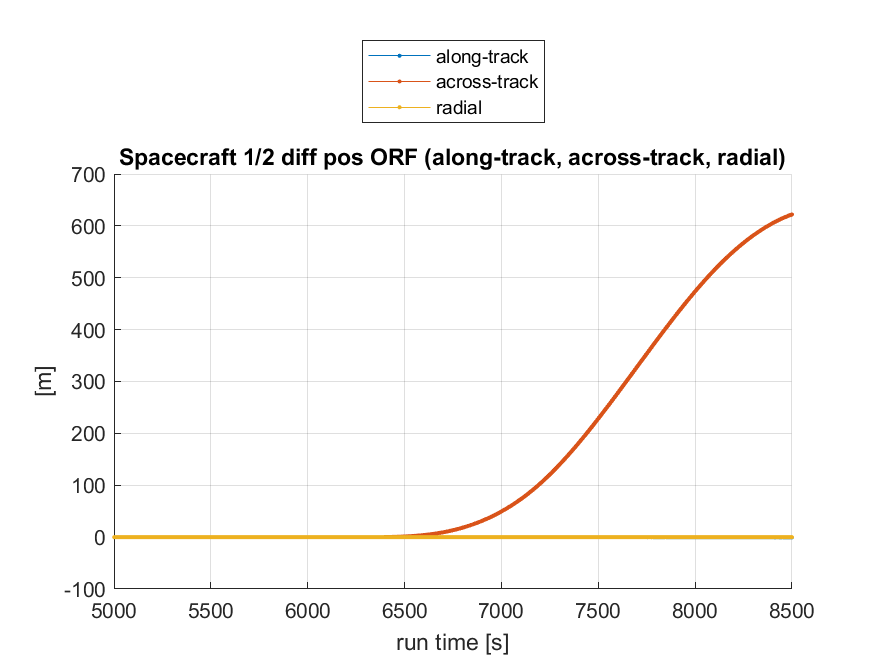 along-track
across-track
radial
Spacecraft 1/2 diff pos ORF (along-track, across-track, radial)
700
600
500
400
300
200
100
0
-100
[m]
5000 5500 6000 6500 7000 7500 8000 8500
run time [s]